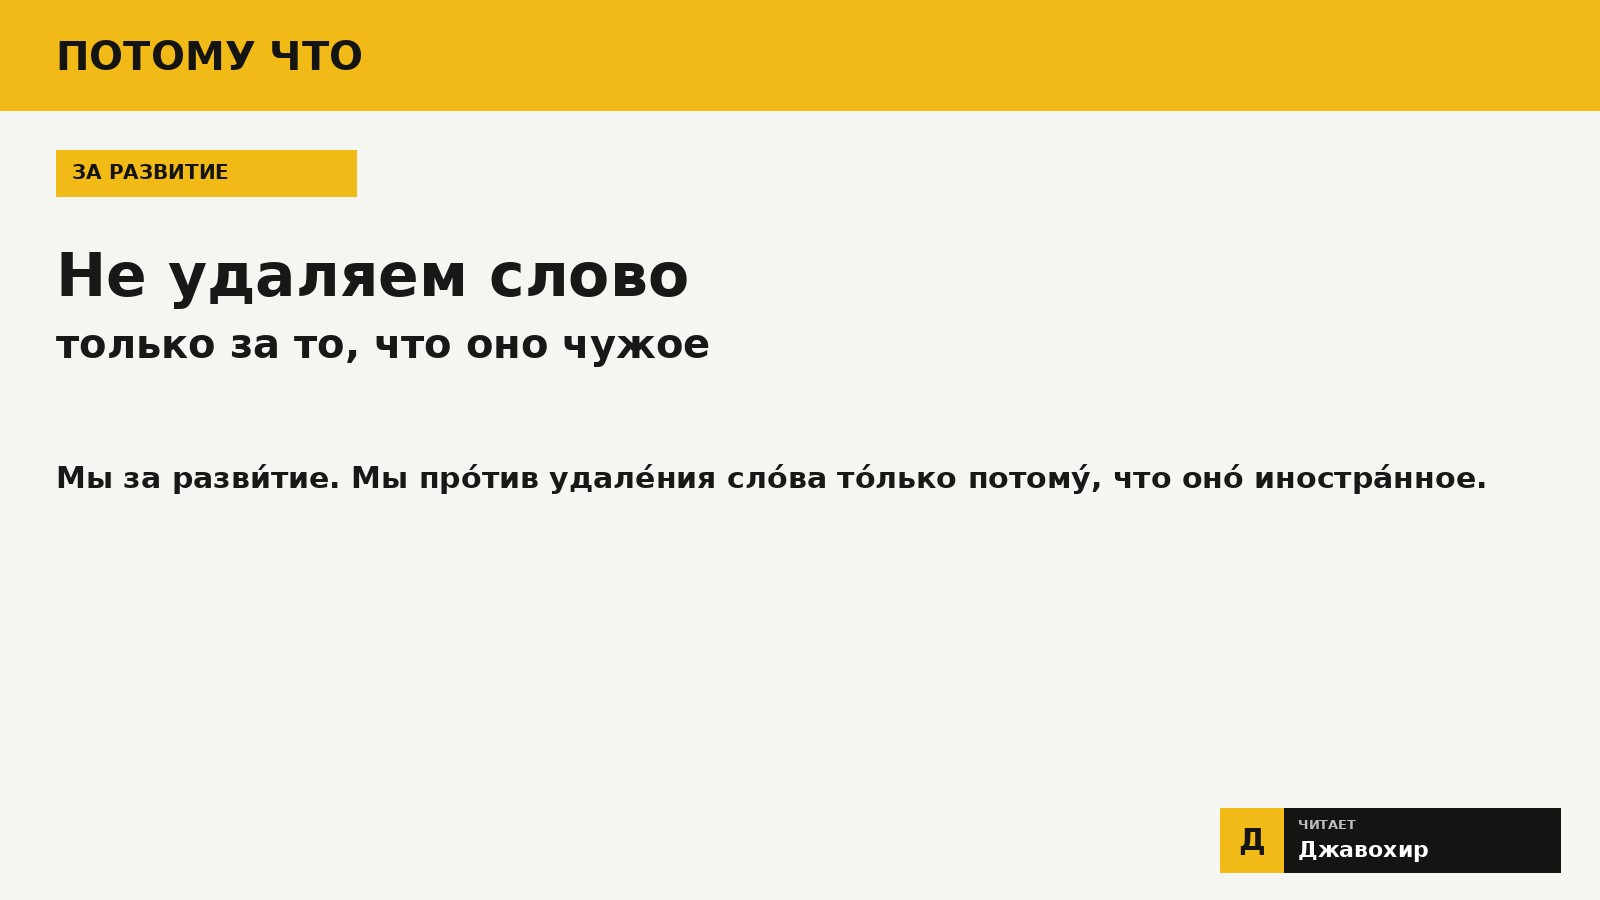 ПОТОМУ ЧТО
ЗА РАЗВИТИЕ
Не удаляем слово
только за то, что оно чужое
Мы за разви́тие. Мы про́тив удале́ния сло́ва то́лько потому́, что оно́ иностра́нное.
Д
ЧИТАЕТ
Джавохир